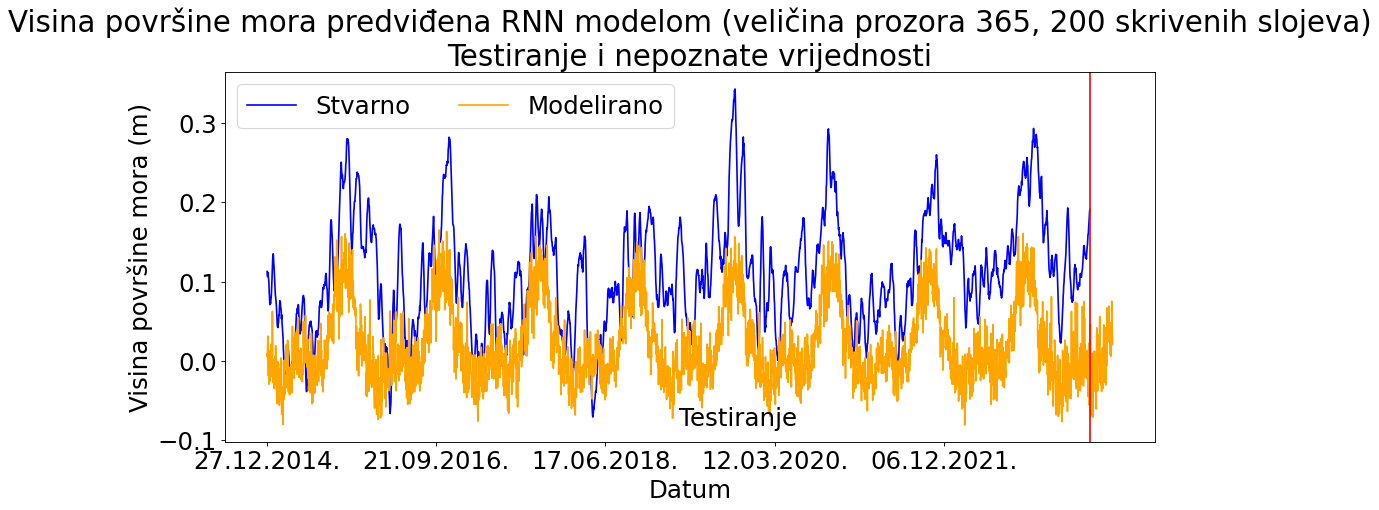 Visina površine mora predviđena RNN modelom (veličina prozora 365, 200 skrivenih slojeva)
Testiranje i nepoznate vrijednosti
Stvarno
Modelirano
Visina površine mora (m)
0.3
0.2
0.1
0.0
−0.1
Testiranje
27.12.2014.
21.09.2016.
17.06.2018.
12.03.2020.
06.12.2021.
Datum